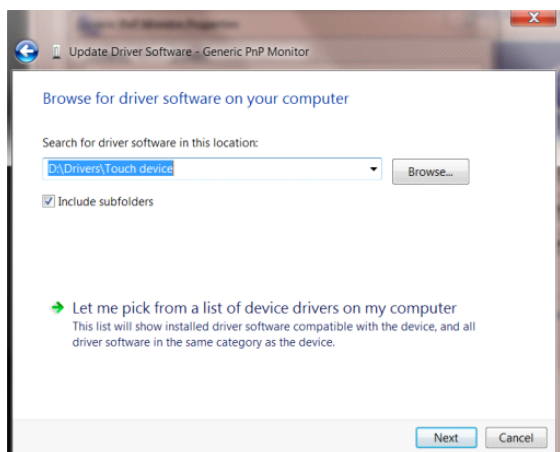 Update Driver Software - Generic PnP Monitor
Browse for driver software on your computer
Search for driver software in this location:
D:\Drivers\Touch device
Browse...
Include subfolders
Let me pick from a list of device drivers on my computer
This list will show installed driver software compatible with the device, and all
driver software in the same category as the device.
Next
Cancel